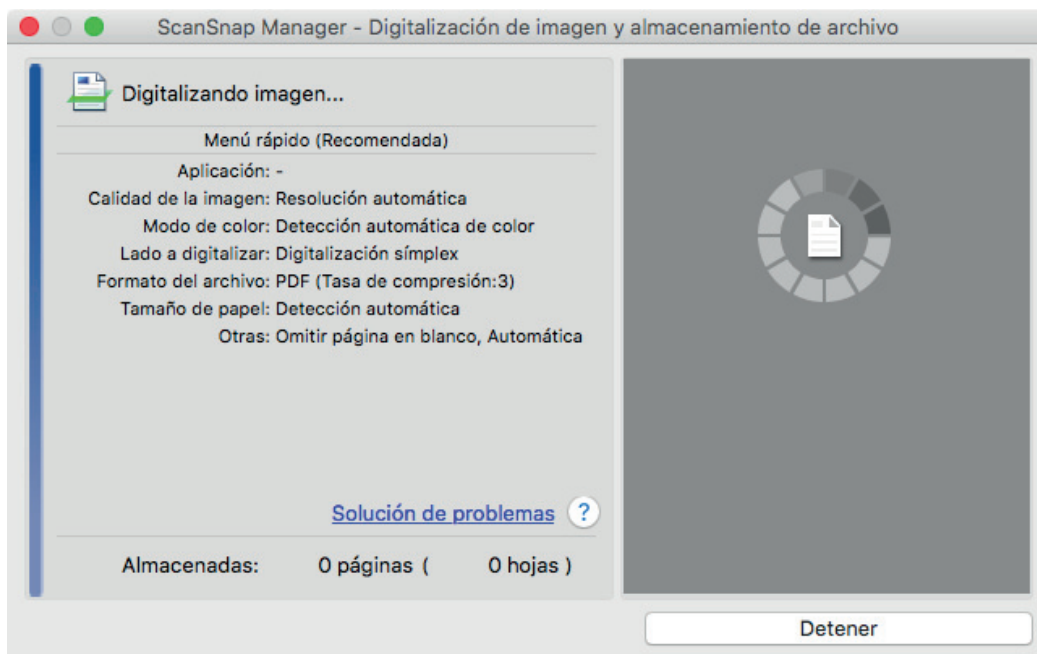 ScanSnap Manager - Digitalización de imagen y almacenamiento de archivo
Digitalizando imagen...
Menú rápido (Recomendada)
Aplicación: -
Calidad de la imagen: Resolución automática
Modo de color: Detección automática de color
Lado a digitalizar: Digitalización símplex
Formato del archivo: PDF (Tasa de compresión:3)
Tamaño de papel: Detección automática
Otras: Omitir página en blanco, Automática
Solución de problemas ?
Almacenadas: 0 páginas ( 0 hojas )
Detener